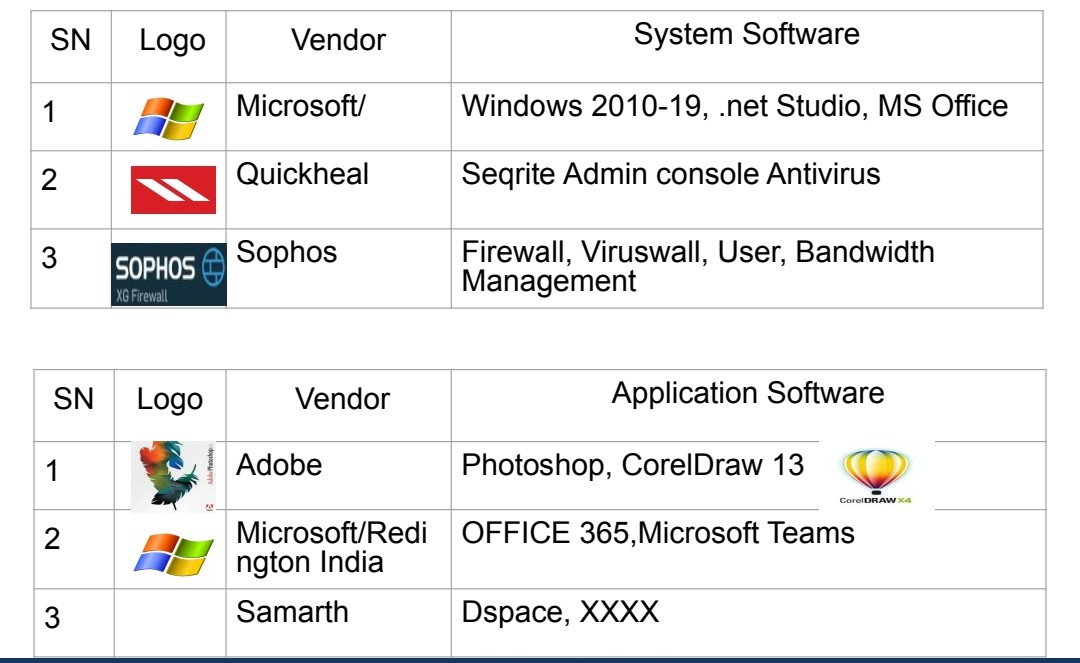 SN Logo Vendor System Software
1 Microsoft/ Windows 2010-19, .net Studio, MS Office
2 Quickheal Seqrite Admin console Antivirus
3 SOPHOS Sophos Firewall, Viruswall, User, Bandwidth
XG Firewall Management
SN Logo Vendor Application Software
1 Adobe Photoshop Adobe Photoshop, CorelDraw 13
CorelDRAW X4
2 Microsoft/Redi OFFICE 365,Microsoft Teams
ngton India
3 Samarth Dspace, XXXX